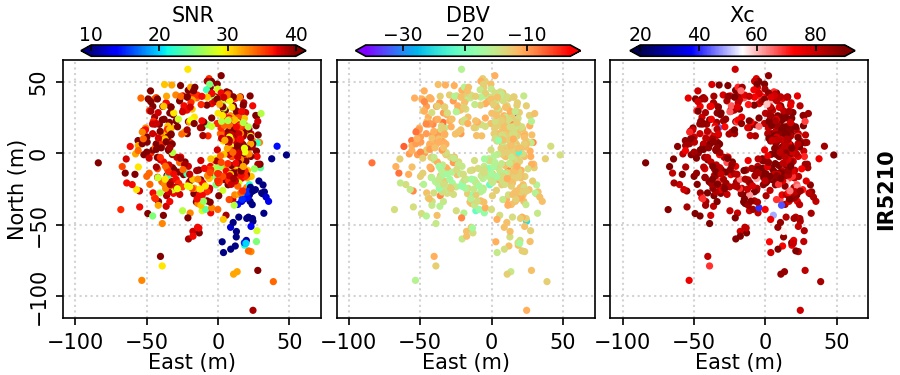 SNR DBV Xc
10 20 30 40 −30 −20 −10 20 40 60 80
50
0
−50
−100
North (m)
IR5210
−100 −50 0 50 −100 −50 0 50 −100 −50 0 50
East (m) East (m) East (m)